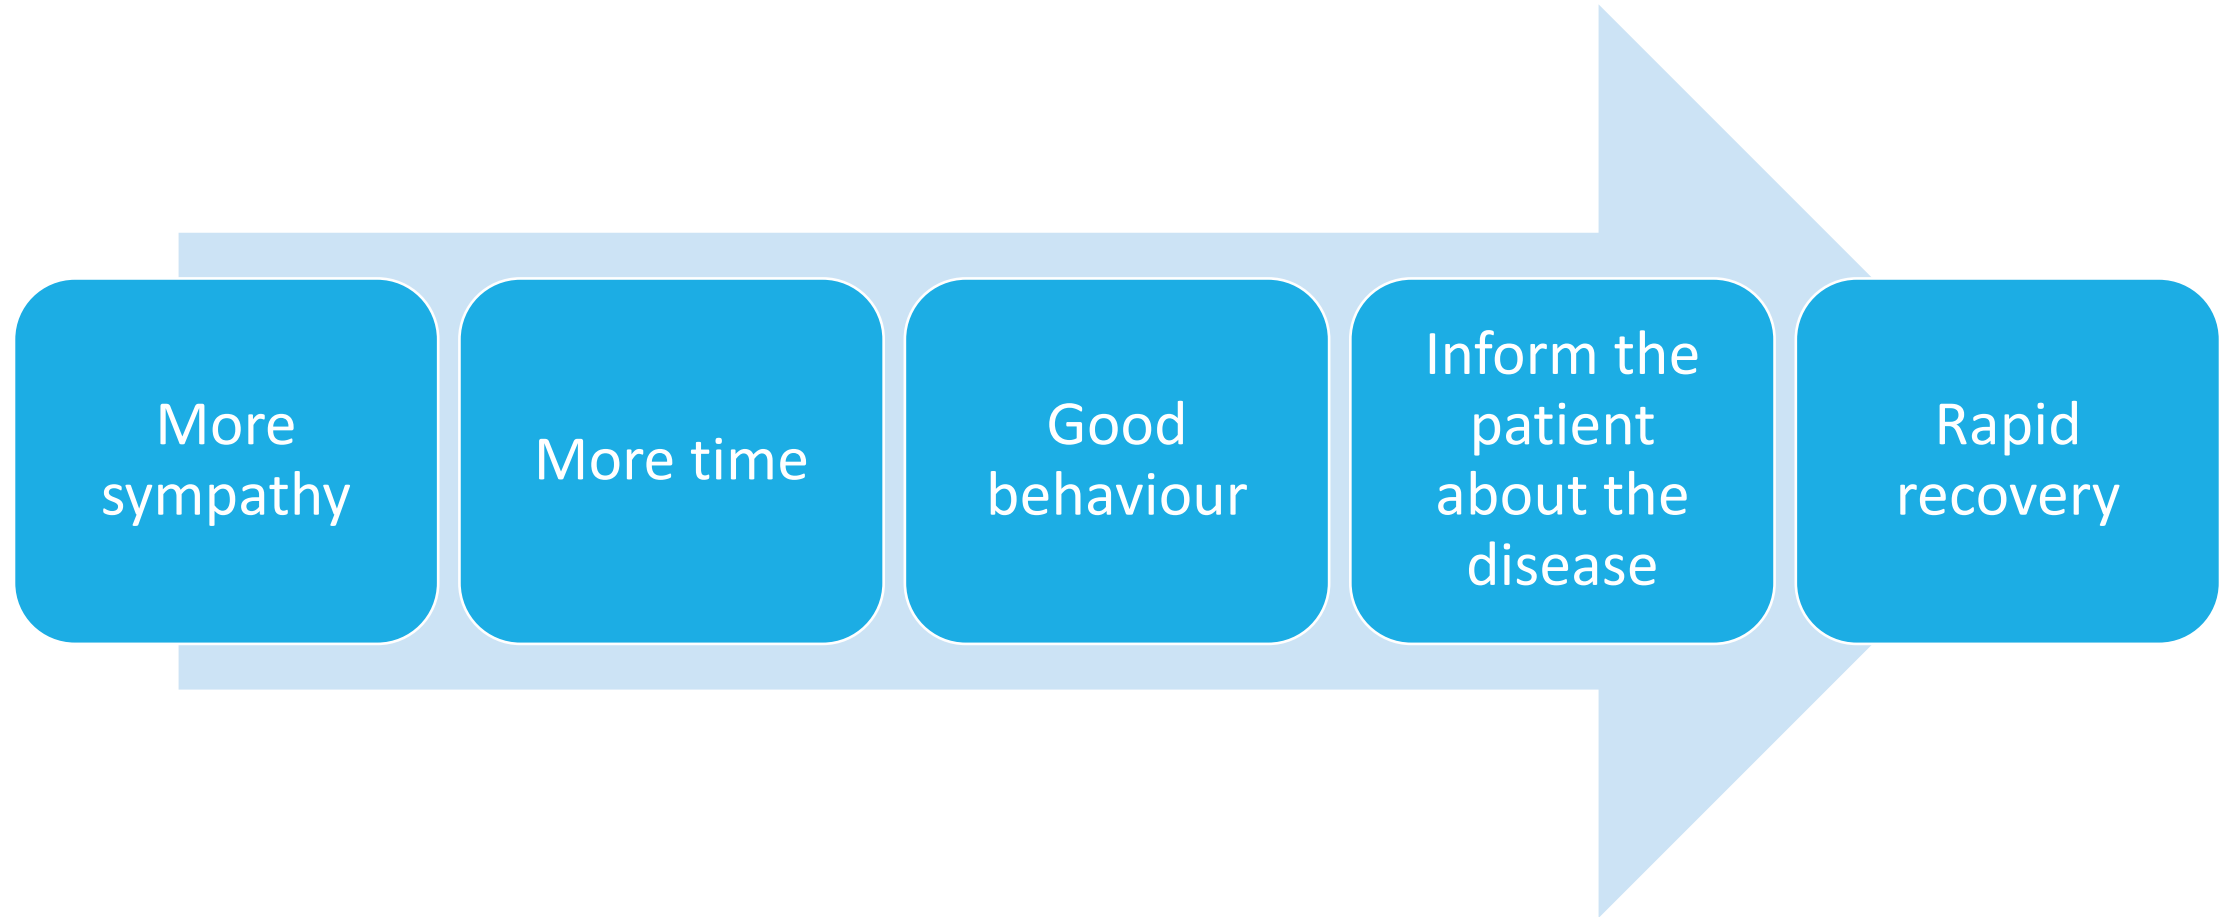 More
sympathy
More time
Good
behaviour
Inform the
patient
about the
disease
Rapid
recovery